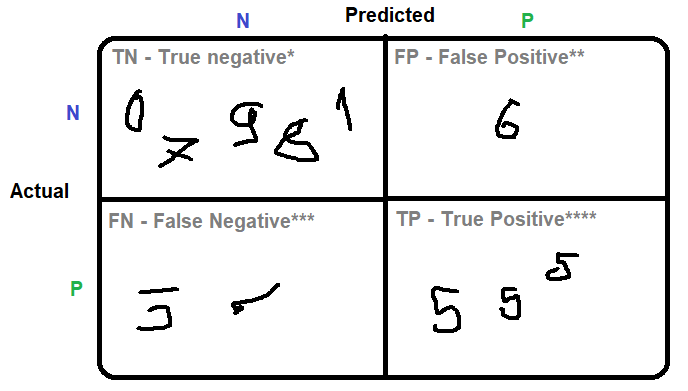 Predicted
N P
TN - True negative* FP - False Positive**
N
0 7 9 8 1 6
Actual
FN - False Negative*** TP - True Positive****
P
5 5 5 5